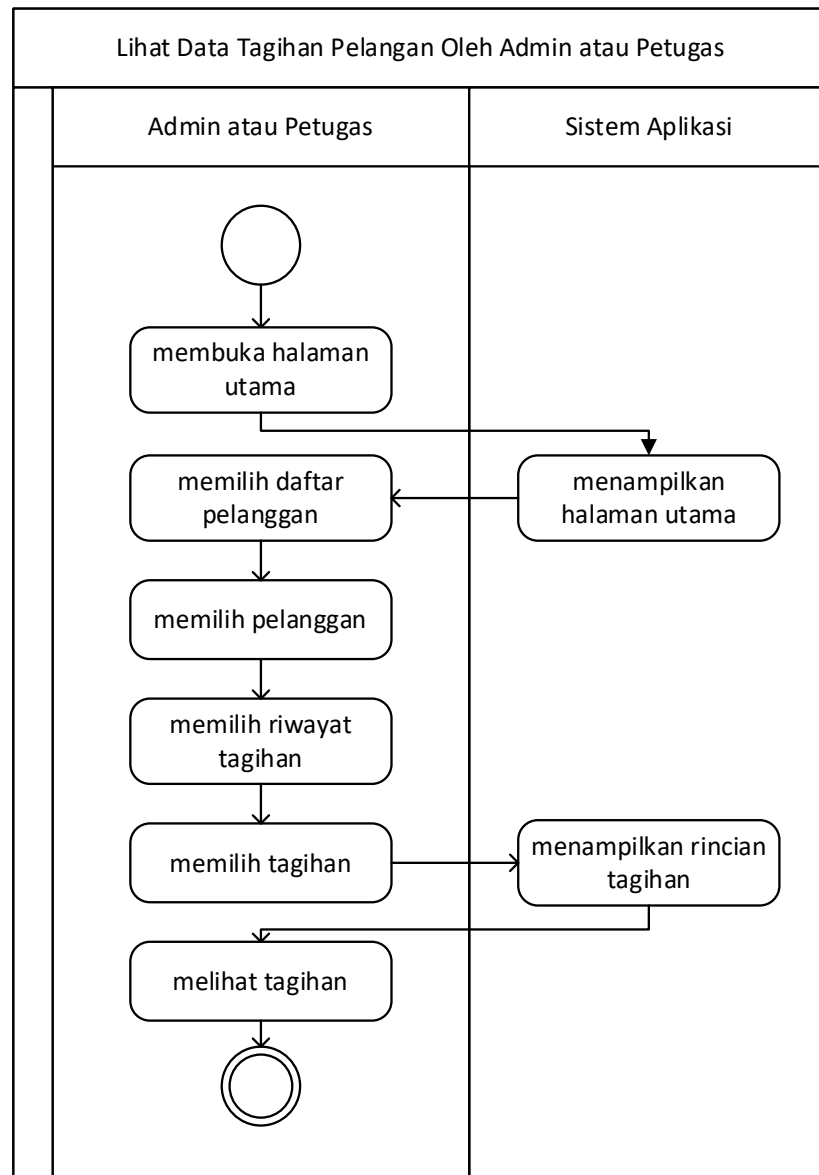 Lihat Data Tagihan Pelangan Oleh Admin atau Petugas
Admin atau Petugas
Sistem Aplikasi
membuka halaman
utama
menampilkan
halaman utama
memilih daftar
pelanggan
memilih pelanggan
memilih riwayat
tagihan
memilih tagihan
menampilkan rincian
tagihan
melihat tagihan